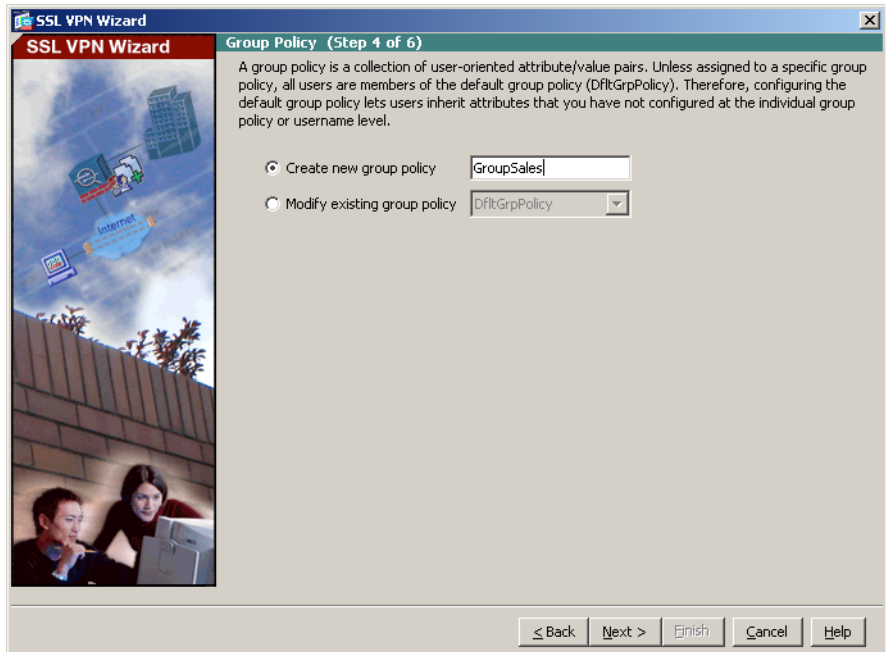 SSL VPN Wizard
SSL VPN Wizard
Group Policy (Step 4 of 6)
A group policy is a collection of user-oriented attribute/value pairs. Unless assigned to a specific group
policy, all users are members of the default group policy (DfltGrpPolicy). Therefore, configuring the
default group policy lets users inherit attributes that you have not configured at the individual group
policy or username level.
Create new group policy GroupSales
Modify existing group policy DfltGrpPolicy
Internet
< Back Next > Finish Cancel Help